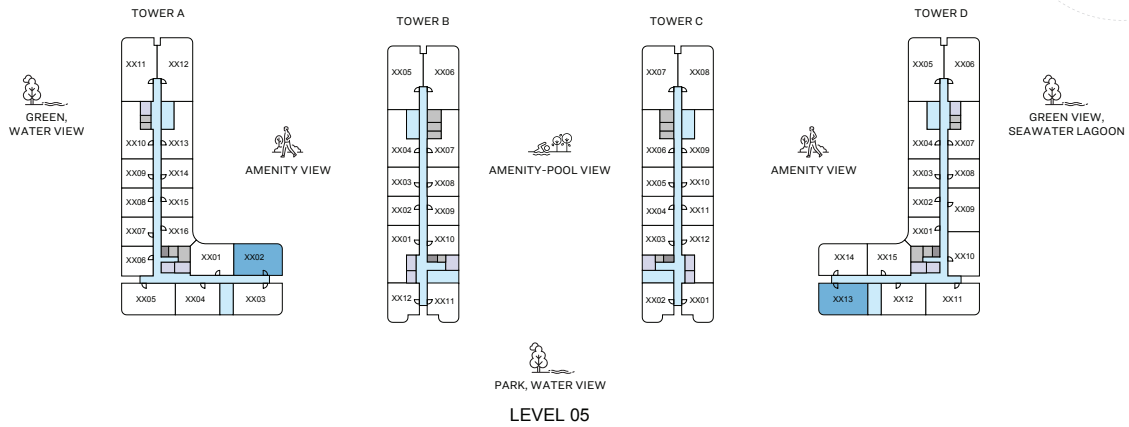 TOWER A
TOWER B
TOWER C
TOWER D
XX11
XX12
XX10
XX13
XX09
XX14
XX08
XX15
XX07
XX16
XX06
XX01
XX02
XX05
XX04
XX03
XX05
XX06
XX04
XX07
XX03
XX08
XX02
XX09
XX01
XX10
XX12
XX11
XX07
XX08
XX06
XX09
XX05
XX10
XX04
XX11
XX03
XX12
XX02
XX01
XX05
XX06
XX04
XX07
XX03
XX08
XX02
XX09
XX01
XX10
XX14
XX15
XX13
XX12
XX11
GREEN,
WATER VIEW
AMENITY VIEW
AMENITY-POOL VIEW
AMENITY VIEW
GREEN VIEW,
SEAWATER LAGOON
PARK, WATER VIEW
LEVEL 05